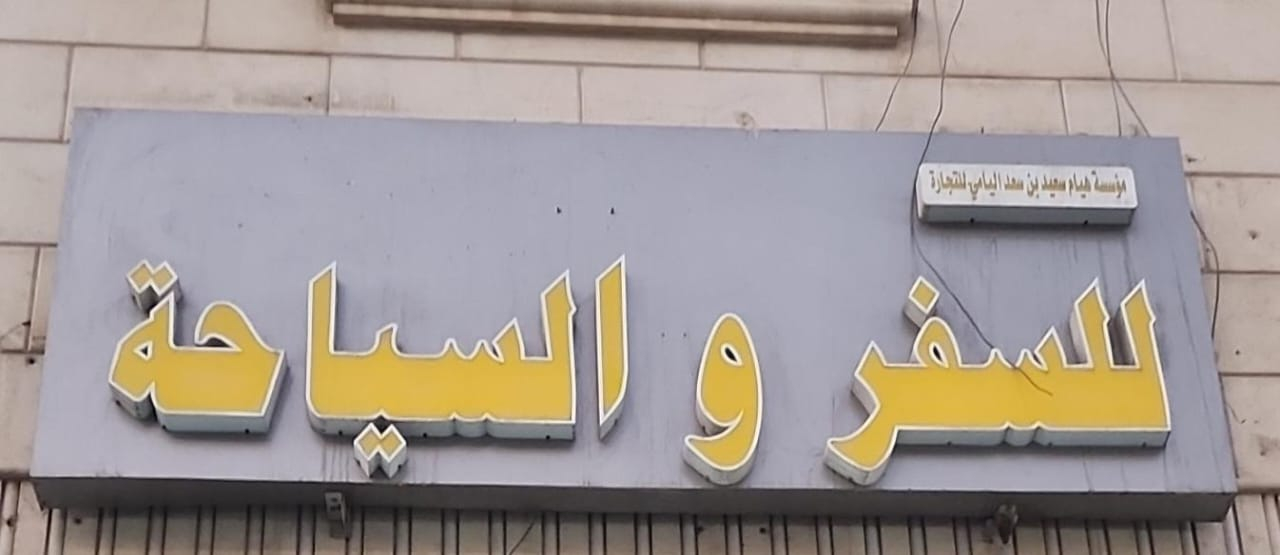 مؤسسة هيام سعيد بن سعد اليامي للتجارة
للسفر و السياحة